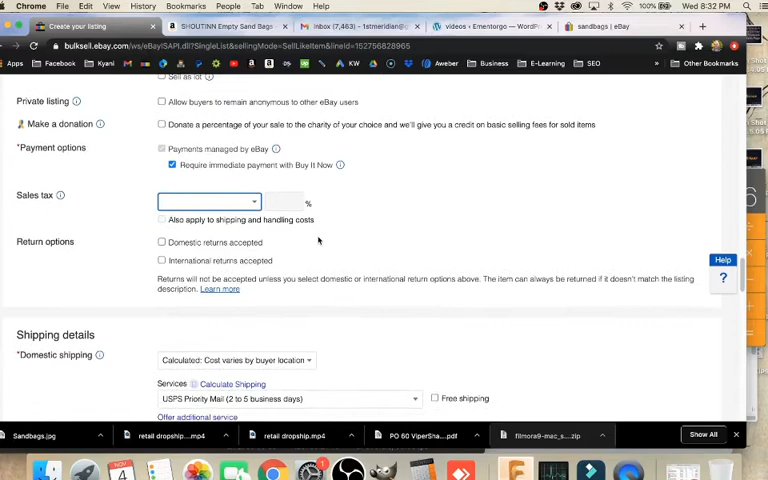 Chrome File Edit View History Bookmarks People Tab Window Help 100% Wed 8:32
Create your listing SHOUTINN Empty Sand Bags Inbox (7,463) - 1stmeridian@ videos ‹ Ementorgo — WordPr sandbags | eBay
bulksell.ebay.com/ws/eBayISAPI.dll?SingleList&sellingMode=SellLikeItem&lineId=152756828965
Apps Facebook Kyani KW Aweber Business E-Learning SEO Other Bookmarks
Sell as lot
Private listing Allow buyers to remain anonymous to other eBay users
Make a donation Donate a percentage of your sale to the charity of your choice and we'll give you a credit on basic selling fees for sold items
*Payment options Payments managed by eBay
Require immediate payment with Buy It Now
Sales tax %
Also apply to shipping and handling costs
Return options Domestic returns accepted
International returns accepted
Returns will not be accepted unless you select domestic or international return options above. The item can always be returned if it doesn't match the listing
description. Learn more
Help
?
Shipping details
*Domestic shipping Calculated: Cost varies by buyer location
Services Calculate Shipping
USPS Priority Mail (2 to 5 business days) Free shipping
Offer additional service
Sandbags.jpg retail dropship....mp4 retail dropship.mp4 PO 60 ViperSha....pdf filmora9-mac_s....zip Show All
NOV
4